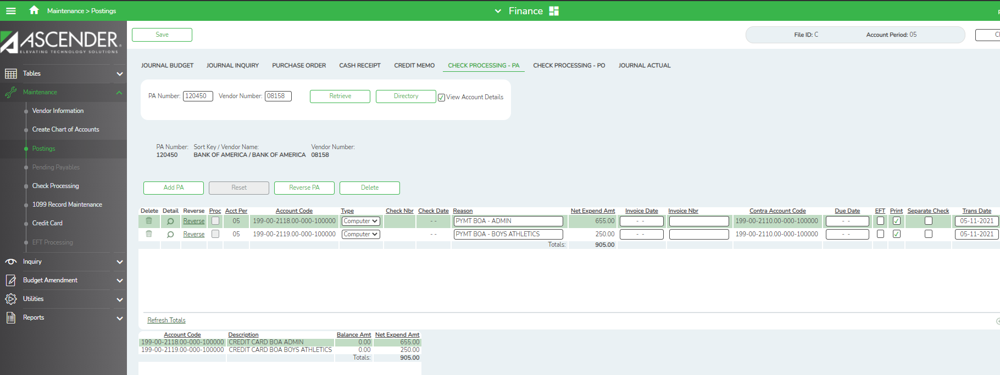 Maintenance > Postings
Finance
ASCENDER
ELEVATING TECHNOLOGY SOLUTIONS
Save
File ID: C
Account Period: 05
Tables
Maintenance
Vendor Information
Create Chart of Accounts
Postings
Pending Payables
Check Processing
1099 Record Maintenance
Credit Card
EFT Processing
Inquiry
Budget Amendment
Utilities
Reports
JOURNAL BUDGET JOURNAL INQUIRY PURCHASE ORDER CASH RECEIPT CREDIT MEMO CHECK PROCESSING - PA CHECK PROCESSING - PO JOURNAL ACTUAL
PA Number: 120450 Vendor Number: 08158 Retrieve Directory View Account Details
PA Number: Sort Key / Vendor Name: Vendor Number:
120450 BANK OF AMERICA / BANK OF AMERICA 08158
Add PA Reset Reverse PA Delete
Delete Detail Reverse Proc Acct Per Account Code Type Check Nbr Check Date Reason Net Expend Amt Invoice Date Invoice Nbr Contra Account Code Due Date EFT Print Separate Check Trans Date
Reverse 05 199-00-2118.00-000-100000 Computer - - PYMT BOA - ADMIN 655.00 - - 199-00-2110.00-000-100000 - - 05-11-2021
Reverse 05 199-00-2119.00-000-100000 Computer - - PYMT BOA - BOYS ATHLETICS 250.00 - - 199-00-2110.00-000-100000 - - 05-11-2021
Totals: 905.00
Refresh Totals
Account Code Description Balance Amt Net Expend Amt
199-00-2118.00-000-100000 CREDIT CARD BOA ADMIN 0.00 655.00
199-00-2119.00-000-100000 CREDIT CARD BOA BOYS ATHLETICS 0.00 250.00
Totals: 905.00